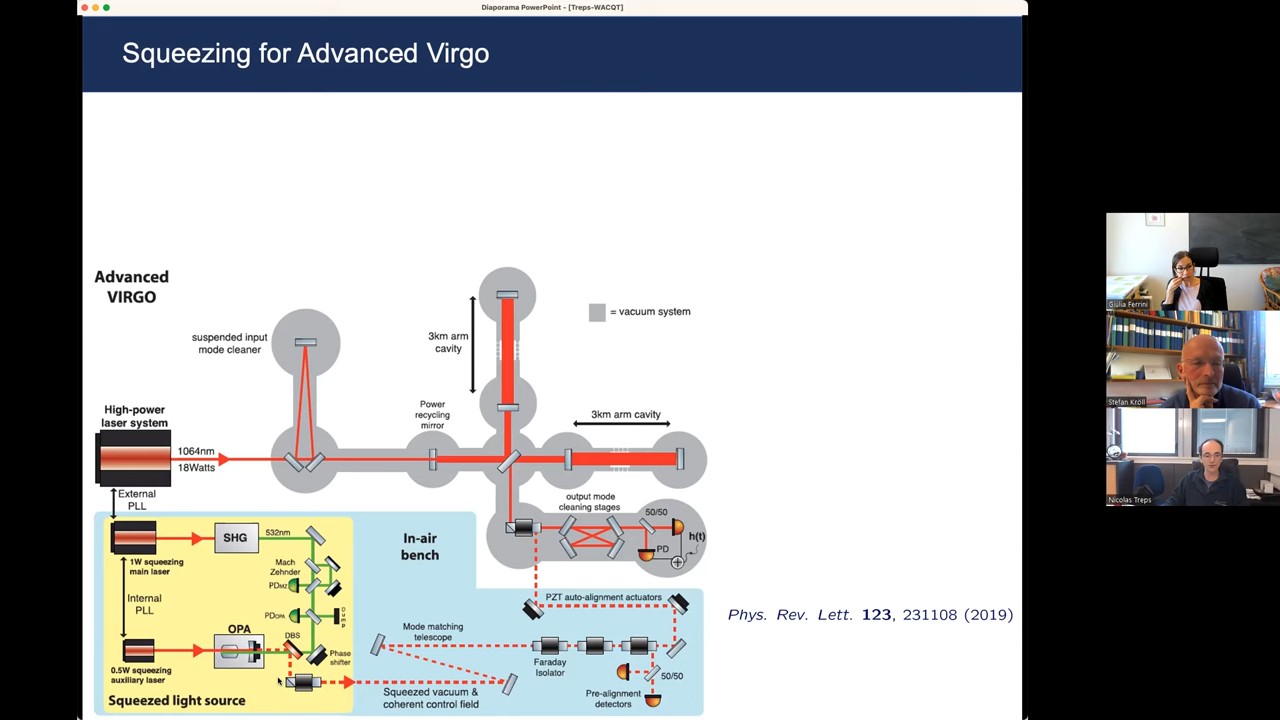 Diaporama PowerPoint - [Treps-WACQT]
Squeezing for Advanced Virgo
Advanced
VIRGO
suspended input
mode cleaner
3km arm
cavity
= vacuum system
High-power
laser system
Power
recycling
mirror
3km arm cavity
1064nm
18Watts
External
PLL
output mode
cleaning stages
50/50
PD
h(t)
SHG
532nm
1W squeezing
main laser
Mach
Zehnder
PDMZ
In-air
bench
Internal
PLL
PDOPA
Dump
PZT auto-alignment actuators
OPA
DBS
Phase
shifter
Mode matching
telescope
Faraday
Isolator
50/50
0.5W squeezing
auxiliary laser
Squeezed light source
Squeezed vacuum &
coherent control field
Pre-alignment
detectors
Phys. Rev. Lett. 123, 231108 (2019)
Giulia Ferrini
Stefan Kröll
Nicolas Treps